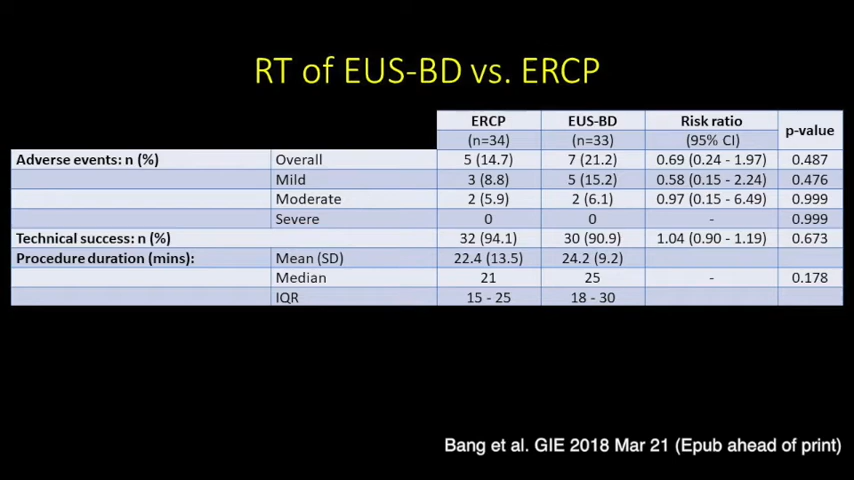 RT of EUS-BD vs. ERCP
ERCP EUS-BD Risk ratio p-value
(n=34) (n=33) (95% CI)
Adverse events: n (%) Overall 5 (14.7) 7 (21.2) 0.69 (0.24 - 1.97) 0.487
Mild 3 (8.8) 5 (15.2) 0.58 (0.15 - 2.24) 0.476
Moderate 2 (5.9) 2 (6.1) 0.97 (0.15 - 6.49) 0.999
Severe 0 0 - 0.999
Technical success: n (%) 32 (94.1) 30 (90.9) 1.04 (0.90 - 1.19) 0.673
Procedure duration (mins): Mean (SD) 22.4 (13.5) 24.2 (9.2)
Median 21 25 - 0.178
IQR 15 - 25 18 - 30
Bang et al. GIE 2018 Mar 21 (Epub ahead of print)